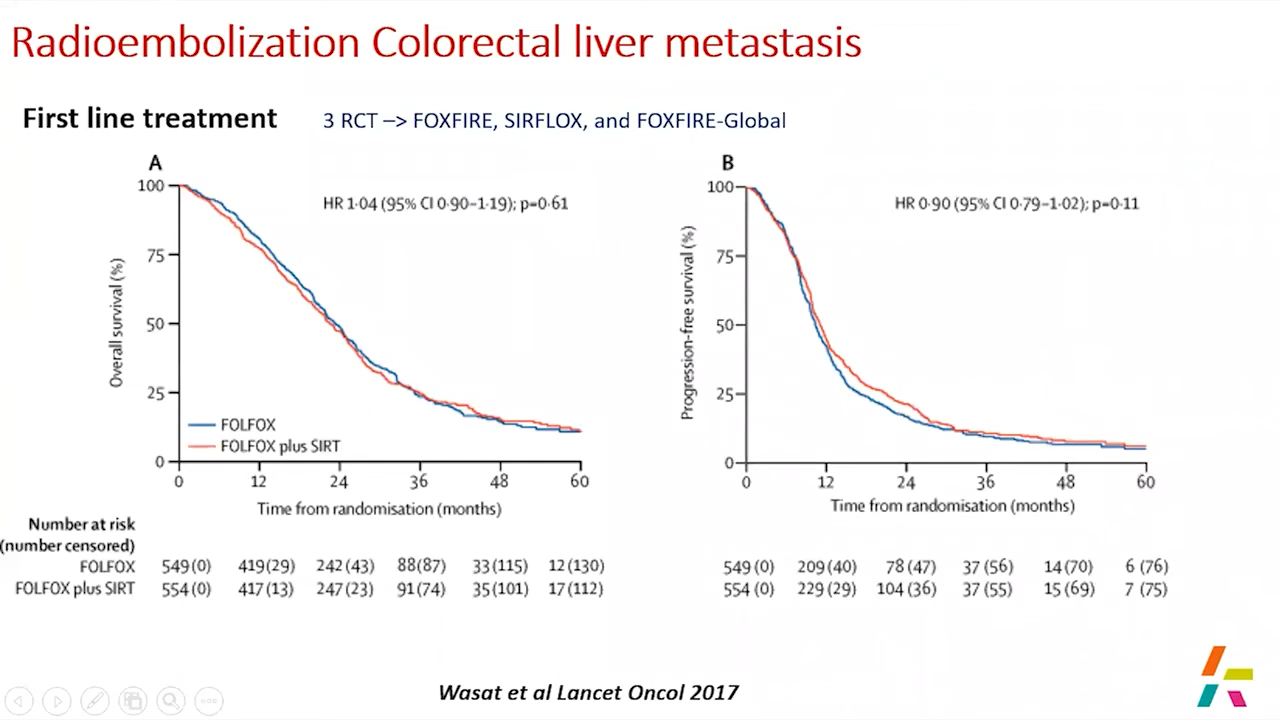 Radioembolization Colorectal liver metastasis
First line treatment
3 RCT –> FOXFIRE, SIRFLOX, and FOXFIRE-Global
A
HR 1·04 (95% CI 0·90–1·19); p=0·61
Overall survival (%)
100
75
50
25
0
FOLFOX
FOLFOX plus SIRT
0 12 24 36 48 60
Time from randomisation (months)
B
HR 0·90 (95% CI 0·79–1·02); p=0·11
Progression-free survival (%)
100
75
50
25
0
0 12 24 36 48 60
Time from randomisation (months)
Number at risk
(number censored)
FOLFOX 549 (0) 419 (29) 242 (43) 88 (87) 33 (115) 12 (130) 549 (0) 209 (40) 78 (47) 37 (56) 14 (70) 6 (76)
FOLFOX plus SIRT 554 (0) 417 (13) 247 (23) 91 (74) 35 (101) 17 (112) 554 (0) 229 (29) 104 (36) 37 (55) 15 (69) 7 (75)
Wasat et al Lancet Oncol 2017